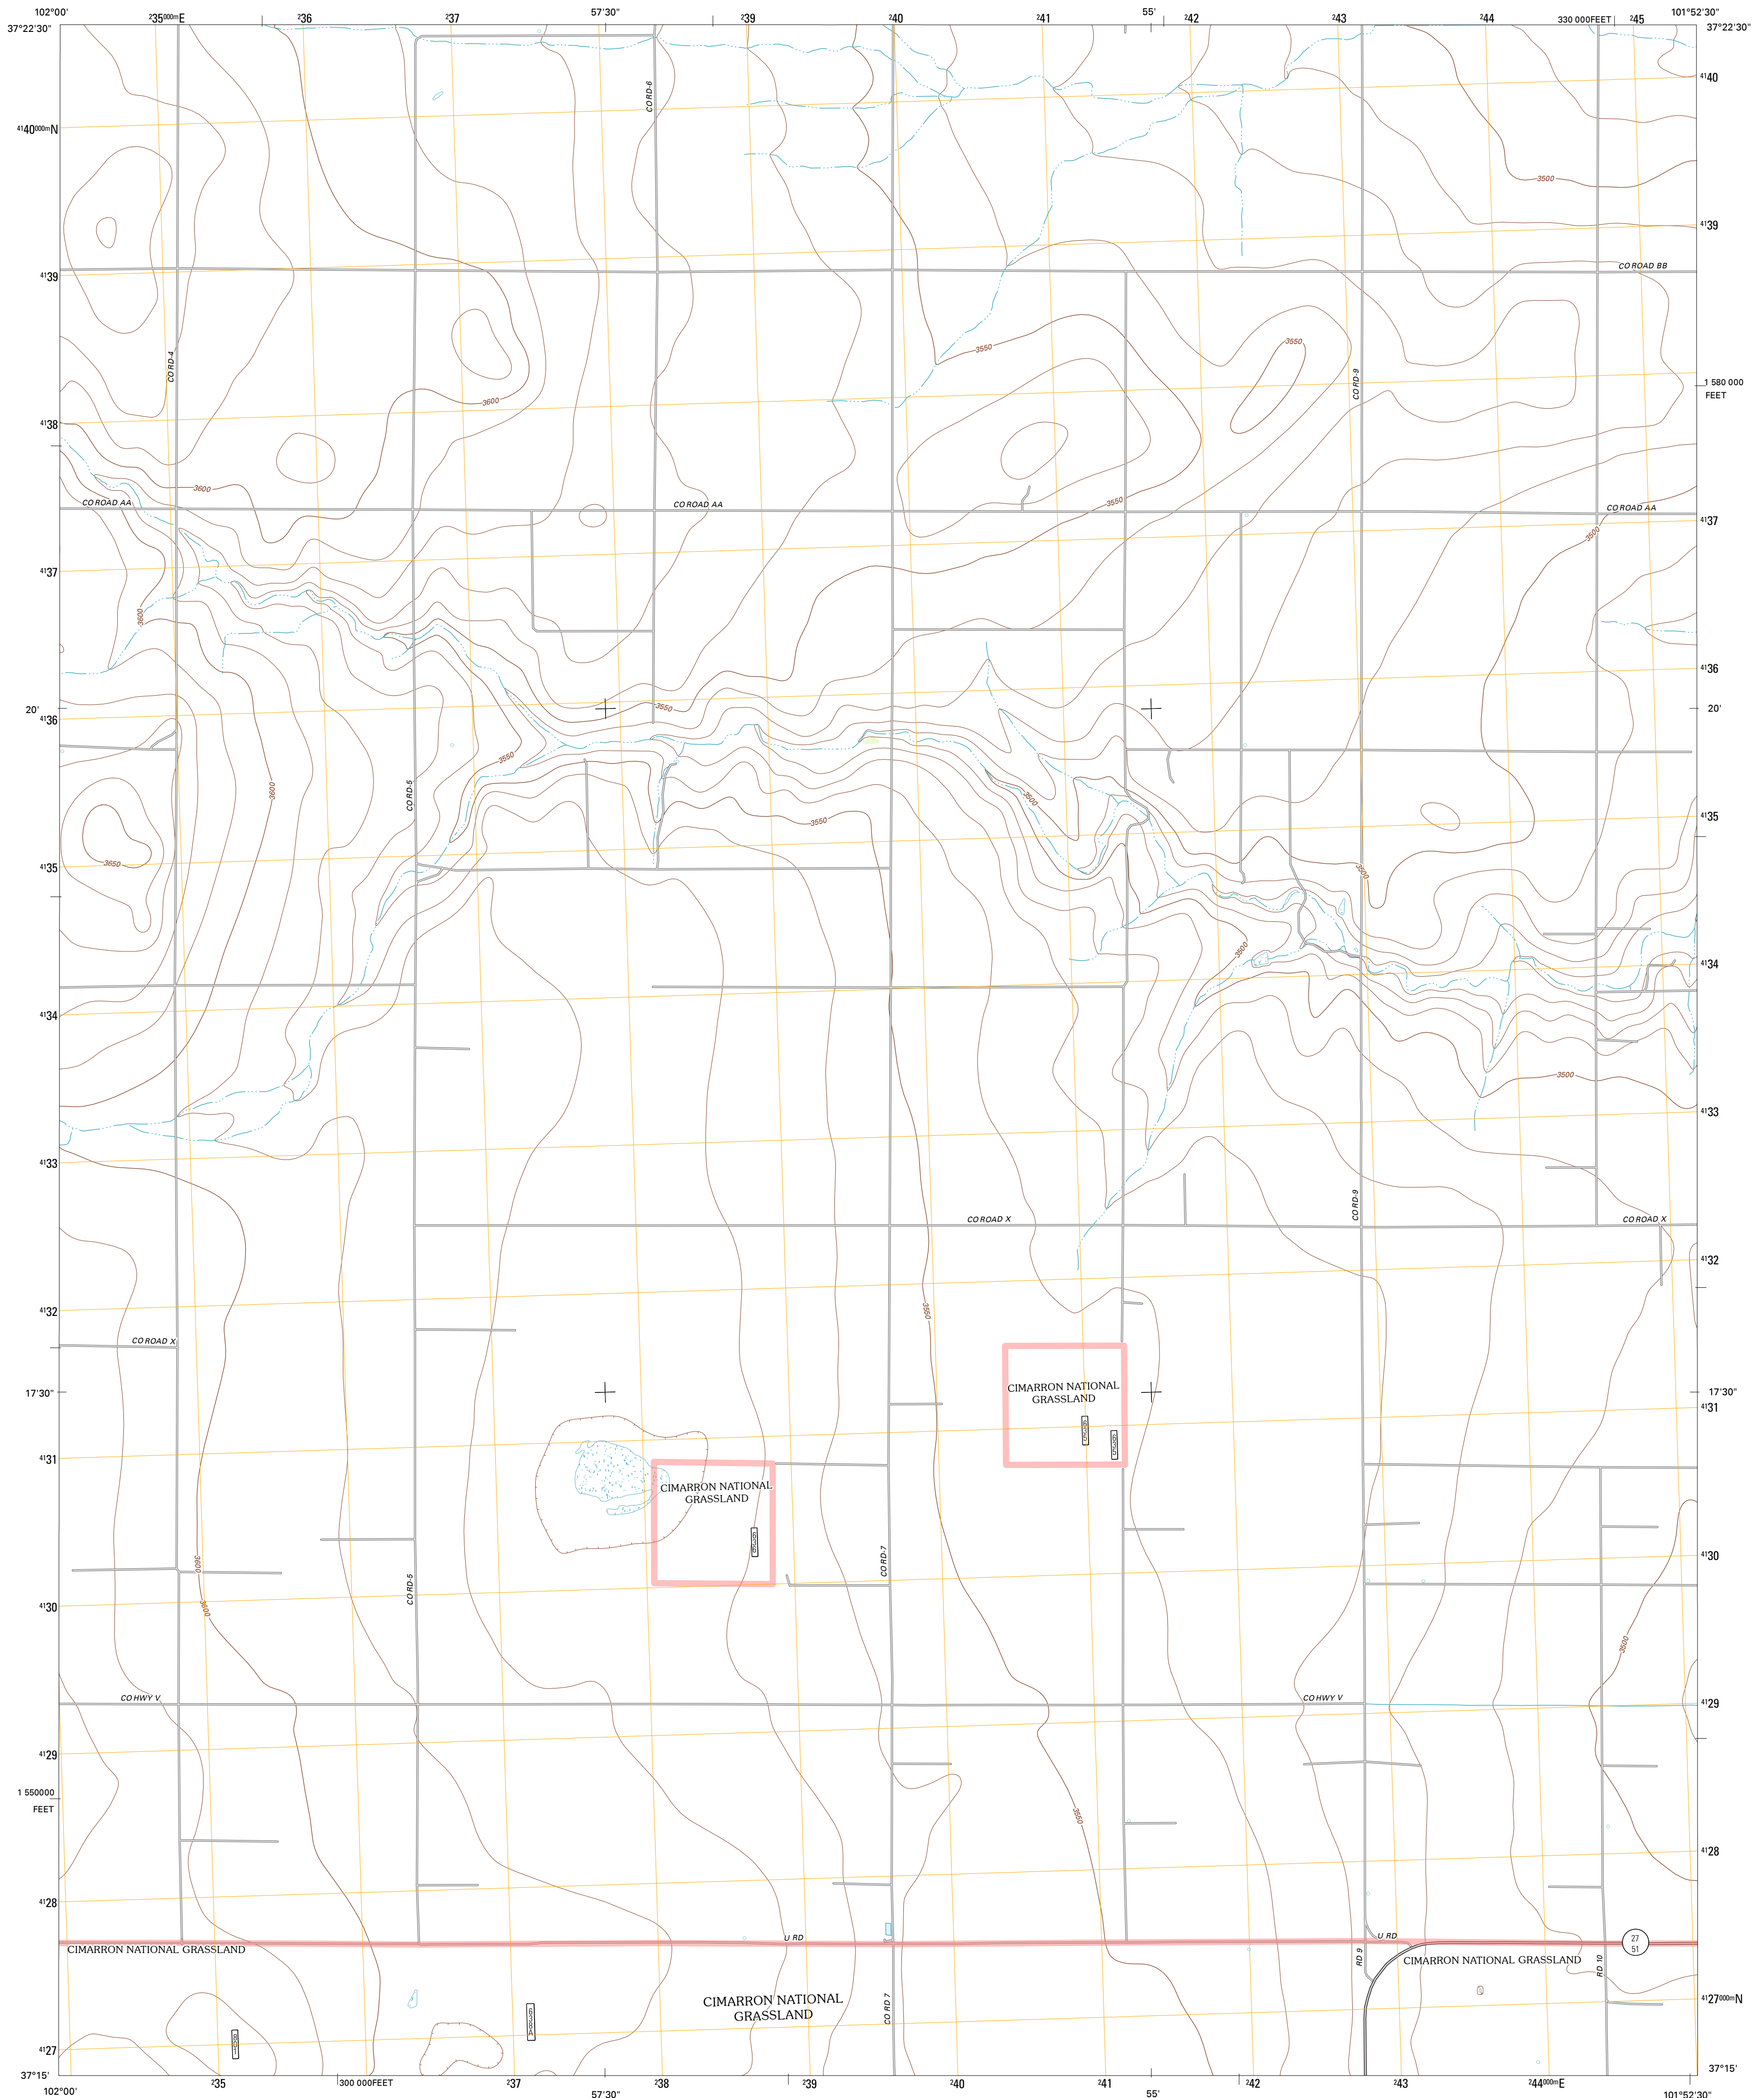 102°00'
²35⁰⁰⁰ᵐE
²36
²37
57'30"
²39
²40
²41
55'
²42
²43
²44
330 000FEET
²45
101°52'30"
37°22'30"
37°22'30"
⁴¹40
⁴¹40⁰⁰⁰ᵐN
CO RD-6
3500
⁴¹39
CO ROAD BB
⁴¹39
3550
3550
CO RD-4
CO RD-9
1 580 000
FEET
3600
⁴¹38
3600
CO ROAD AA
CO ROAD AA
3550
CO ROAD AA
⁴¹37
3500
⁴¹37
3600
⁴¹36
20'
3550
20'
⁴¹36
3550
3600
CO RD-5
3500
3550
⁴¹35
3650
3500
⁴¹35
3500
⁴¹34
⁴¹34
3500
⁴¹33
⁴¹33
CO RD-9
CO ROAD X
CO ROAD X
⁴¹32
3550
⁴¹32
CO ROAD X
17'30"
CIMARRON NATIONAL
GRASSLAND
17'30"
⁴¹31
⁴¹31
CIMARRON NATIONAL
GRASSLAND
3600
CO RD-7
⁴¹30
CO RD-5
3600
⁴¹30
3500
CO HWY V
CO HWY V
⁴¹29
⁴¹29
1 550 000
FEET
3550
⁴¹28
⁴¹28
CIMARRON NATIONAL GRASSLAND
U RD
U RD
27
51
RD 9
CIMARRON NATIONAL GRASSLAND
RD 10
CIMARRON NATIONAL
GRASSLAND
CO RD 7
⁴¹27⁰⁰⁰ᵐN
⁴¹27
37°15'
37°15'
102°00'
²35
300 000FEET
²37
57'30"
²38
²39
²40
²41
55'
²42
²43
²44⁰⁰⁰ᵐE
101°52'30"